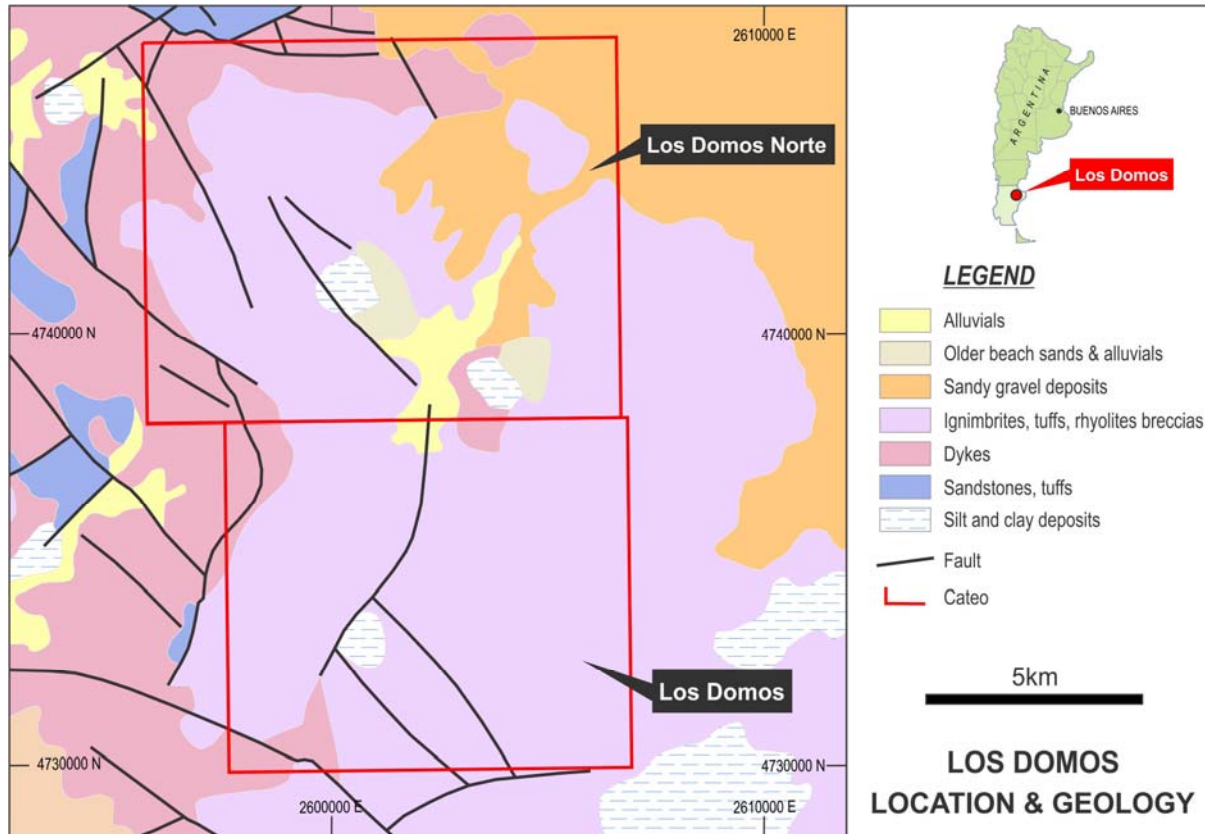 2610000 E
Los Domos Norte
4740000 N
4740000 N
Los Domos
4730000 N
4730000 N
2600000 E
2610000 E
ARGENTINA
BUENOS AIRES
Los Domos
LEGEND
Alluvials
Older beach sands & alluvials
Sandy gravel deposits
Ignimbrites, tuffs, rhyolites breccias
Dykes
Sandstones, tuffs
Silt and clay deposits
Fault
Cateo
5km
LOS DOMOS
LOCATION & GEOLOGY